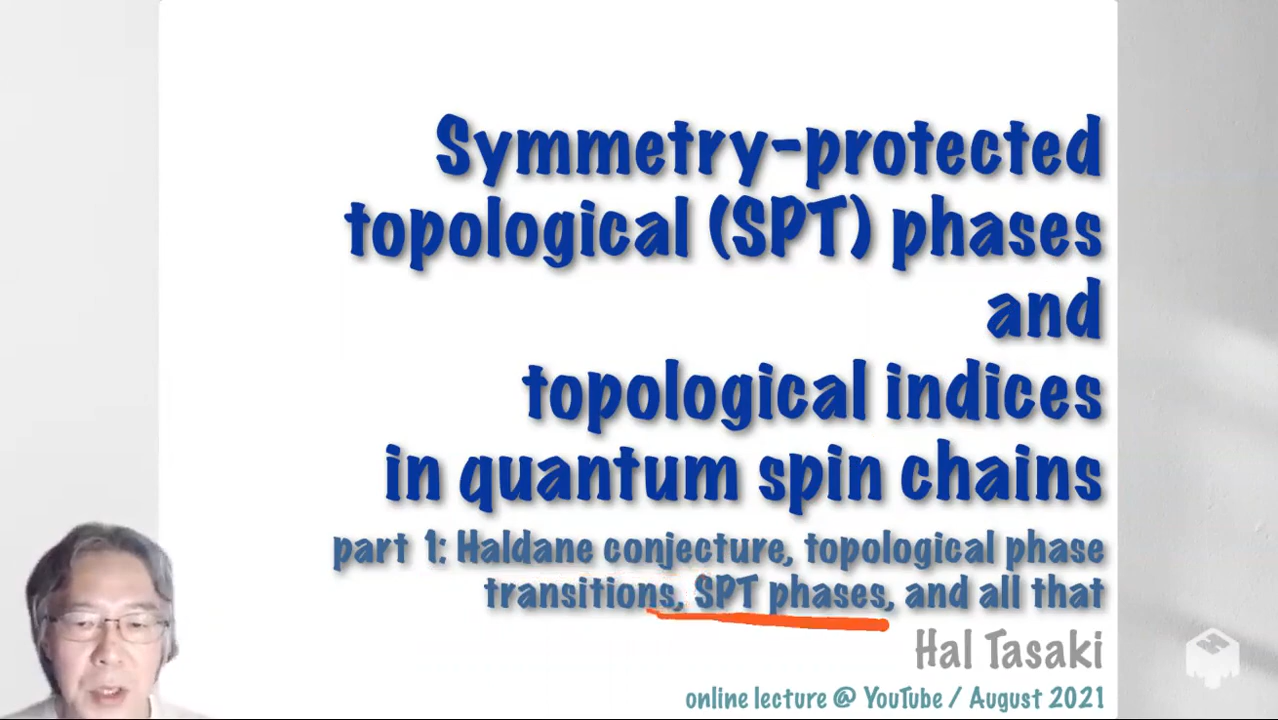 Symmetry-protected
topological (SPT) phases
and
topological indices
in quantum spin chains
part 1: Haldane conjecture, topological phase
transitions, SPT phases, and all that
Hal Tasaki
online lecture @ YouTube / August 2021